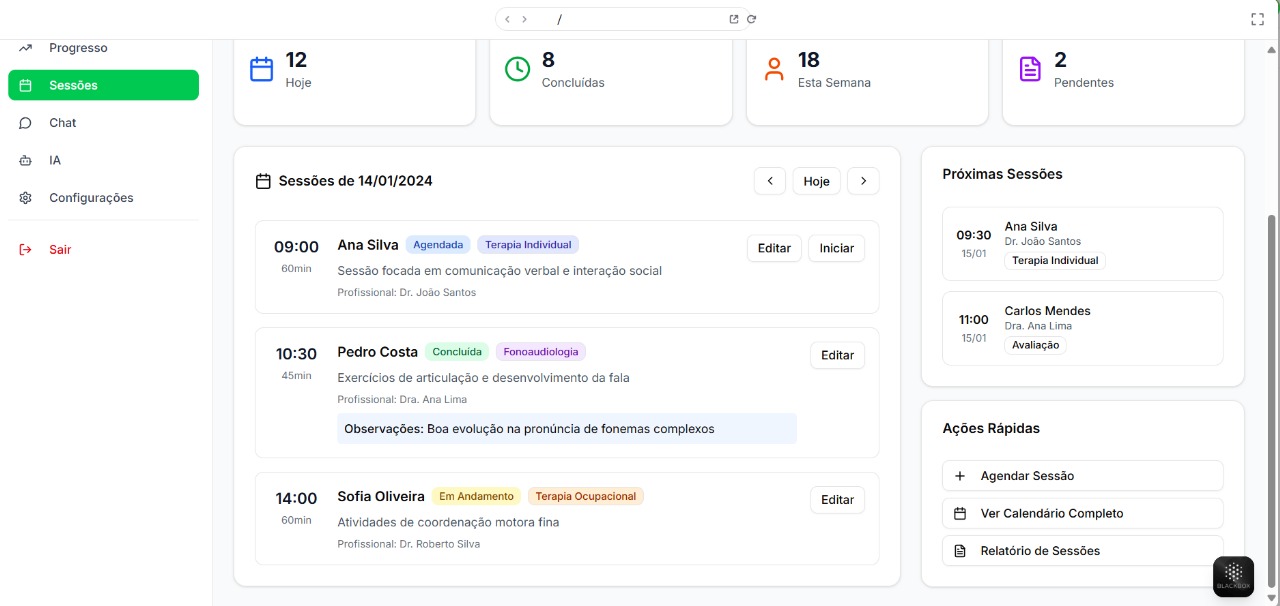 /
Progresso
Sessões
Chat
IA
Configurações
Sair
12
Hoje
8
Concluídas
18
Esta Semana
2
Pendentes
Sessões de 14/01/2024
Hoje
09:00
60min
Ana Silva Agendada Terapia Individual
Sessão focada em comunicação verbal e interação social
Profissional: Dr. João Santos
Editar Iniciar
10:30
45min
Pedro Costa Concluída Fonoaudiologia
Exercícios de articulação e desenvolvimento da fala
Profissional: Dra. Ana Lima
Observações: Boa evolução na pronúncia de fonemas complexos
Editar
14:00
60min
Sofia Oliveira Em Andamento Terapia Ocupacional
Atividades de coordenação motora fina
Profissional: Dr. Roberto Silva
Editar
Próximas Sessões
09:30
15/01
Ana Silva
Dr. João Santos
Terapia Individual
11:00
15/01
Carlos Mendes
Dra. Ana Lima
Avaliação
Ações Rápidas
Agendar Sessão
Ver Calendário Completo
Relatório de Sessões
BLACKBOX